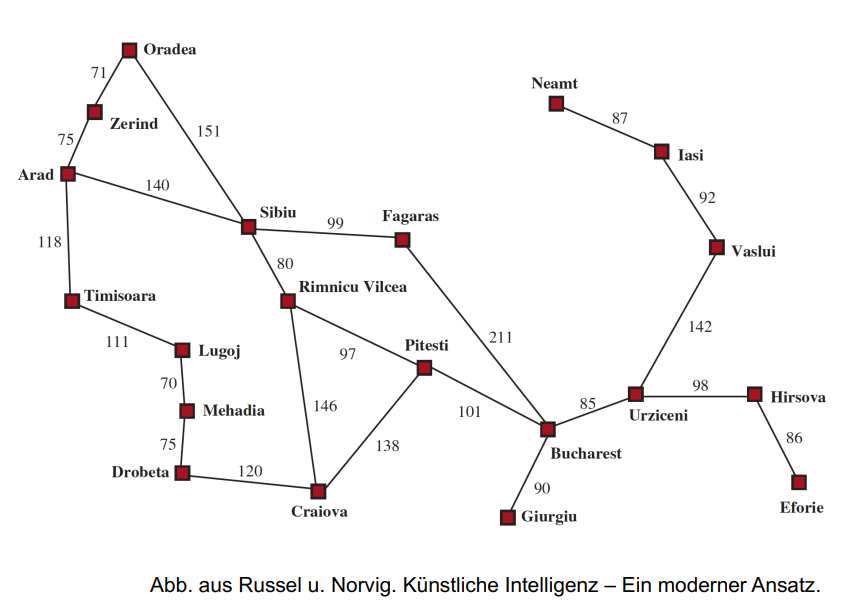 Oradea
71
Neamt
87
Zerind
151
75
Iasi
Arad
140
92
Sibiu
99
Fagaras
118
80
Vaslui
Timisoara
Rimnicu Vilcea
142
111
Lugoj
97
Pitesti
211
70
98
Mehadia
146
101
85
Urziceni
Hirsova
75
138
86
Drobeta
120
Bucharest
90
Craiova
Giurgiu
Eforie
Abb. aus Russel u. Norvig. Künstliche Intelligenz – Ein moderner Ansatz.